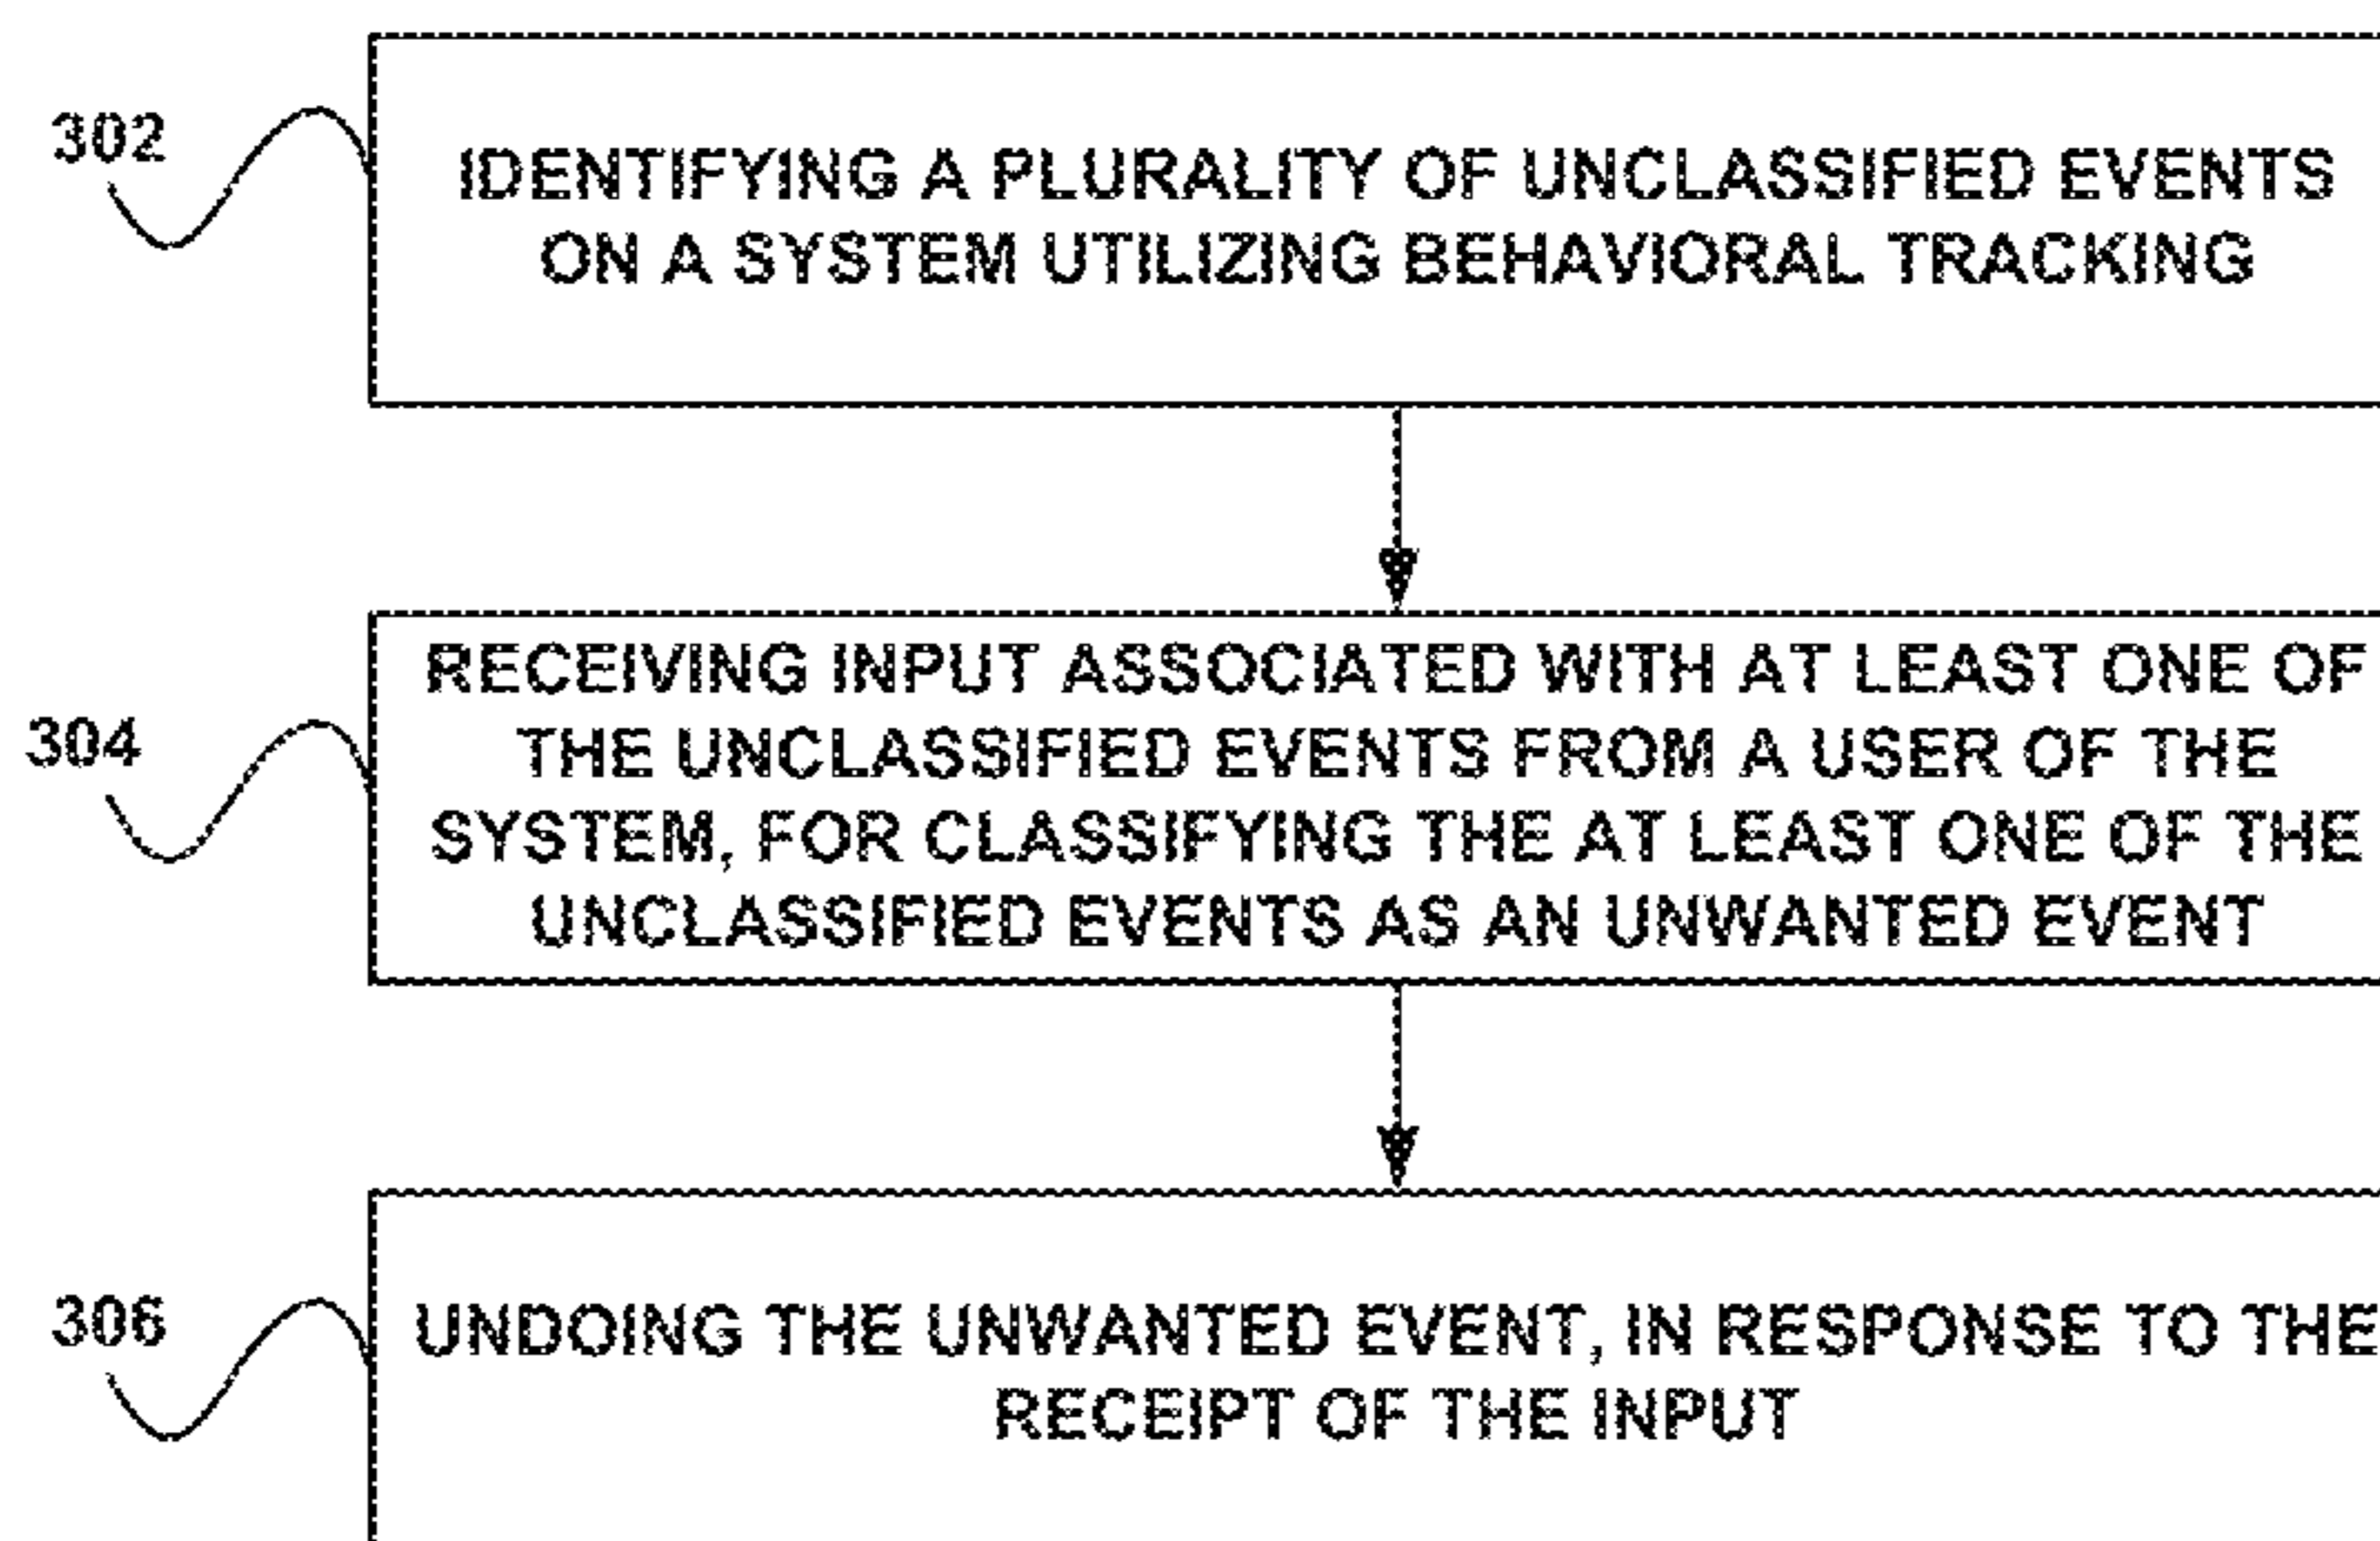 302
IDENTIFYING A PLURALITY OF UNCLASSIFIED EVENTS
ON A SYSTEM UTILIZING BEHAVIORAL TRACKING
304
RECEIVING INPUT ASSOCIATED WITH AT LEAST ONE OF
THE UNCLASSIFIED EVENTS FROM A USER OF THE
SYSTEM, FOR CLASSIFYING THE AT LEAST ONE OF THE
UNCLASSIFIED EVENTS AS AN UNWANTED EVENT
306
UNDOING THE UNWANTED EVENT, IN RESPONSE TO THE
RECEIPT OF THE INPUT